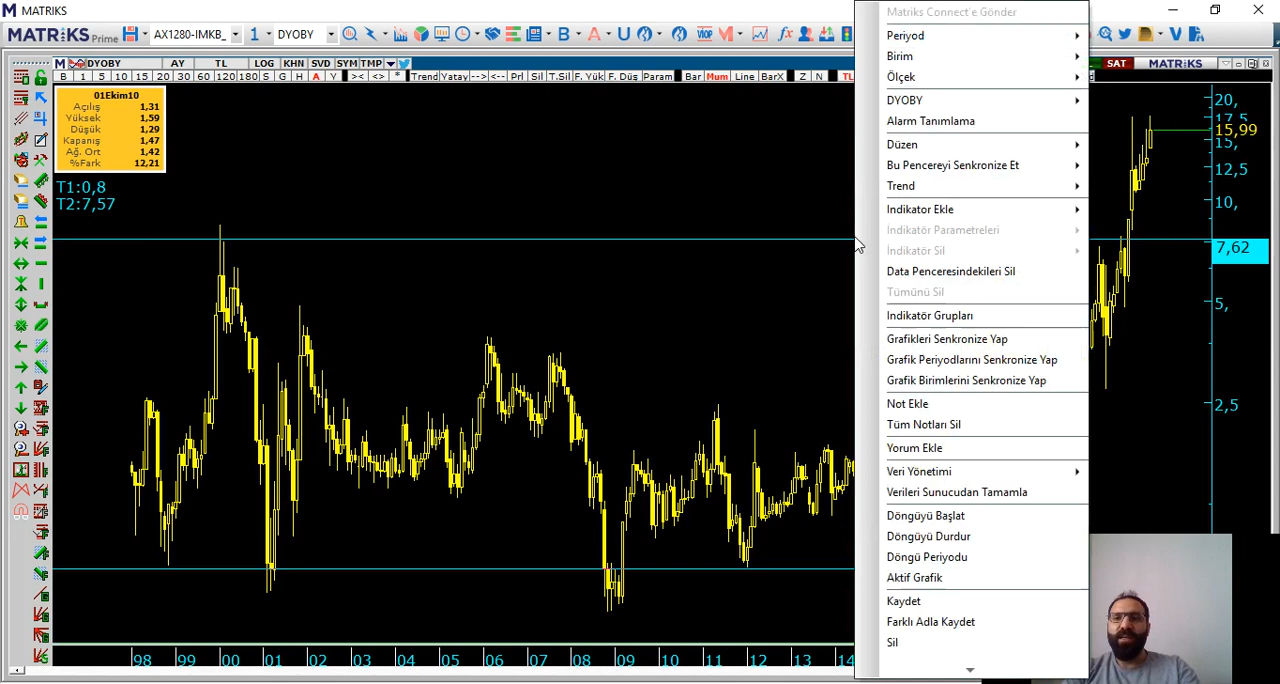 MATRIKS
MATRIKS Prime
AX1280-IMKB_
1
DYOBY
B
A
U
VIOP
M
fx
D
V
M
DYOBY
AY
TL
LOG
KHN
SVD
SYM
TMP
SAT
MATRIKS
B 1 5 10 15 20 30 60 120 180 S G H A Y
>< <> * Trend Yatay --> <-- Prl Sil T.Sil F. Yük F. Düş Param
Bar Mum Line BarX Z N TL
01Ekim10
Açılış 1,31
Yüksek 1,59
Düşük 1,29
Kapanış 1,47
Ağ. Ort 1,42
%Fark 12,21
T1:0,8
T2:7,57
Matriks Connect'e Gönder
Periyod
Birim
Ölçek
DYOBY
Alarm Tanımlama
Düzen
Bu Pencereyi Senkronize Et
Trend
Indikator Ekle
Indikatör Parametreleri
İndikatör Sil
Data Penceresindekileri Sil
Tümünü Sil
Indikatör Grupları
Grafikleri Senkronize Yap
Grafik Periyodlarını Senkronize Yap
Grafik Birimlerini Senkronize Yap
Not Ekle
Tüm Notları Sil
Yorum Ekle
Veri Yönetimi
Verileri Sunucudan Tamamla
Döngüyü Başlat
Döngüyü Durdur
Döngü Periyodu
Aktif Grafik
Kaydet
Farklı Adla Kaydet
Sil
20,
17,5
15,99
15,
12,5
10,
7,62
5,
2,5
98 99 00 01 02 03 04 05 06 07 08 09 10 11 12 13 14